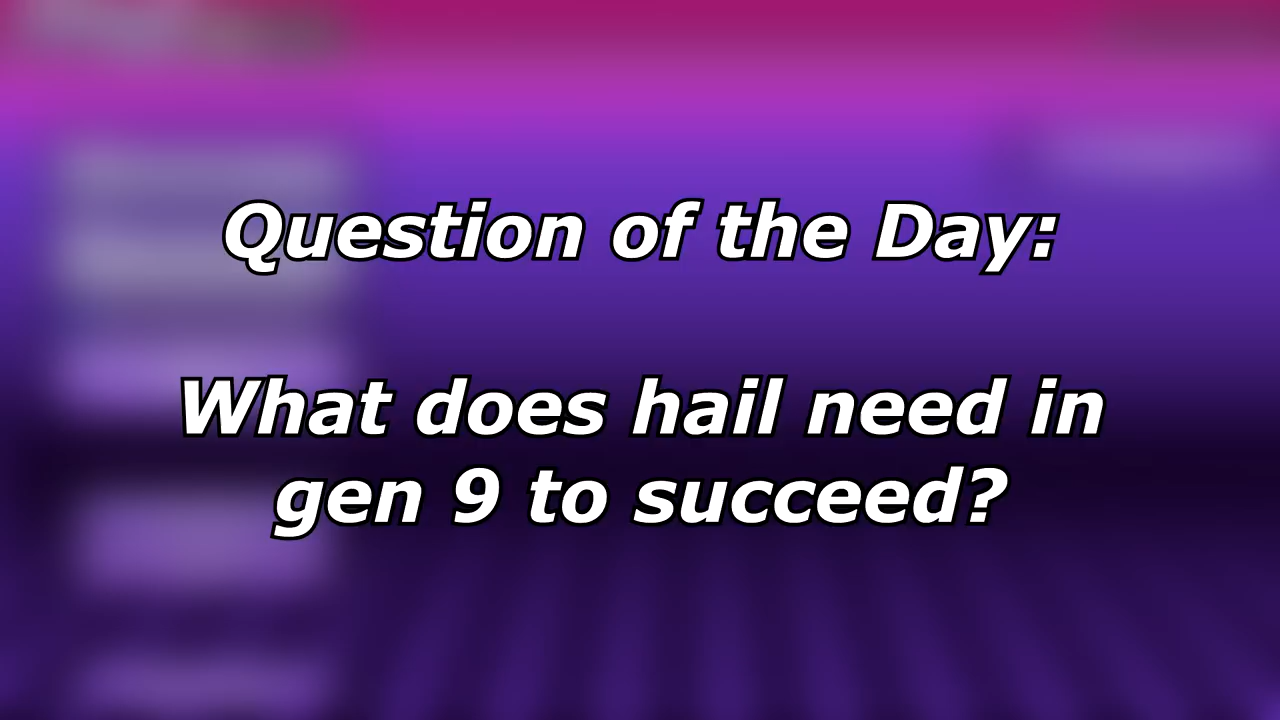 Question of the Day:
What does hail need in
gen 9 to succeed?